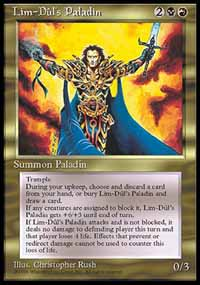 Lim-Dûl's Paladin 2
Summon Paladin
Trample
During your upkeep, choose and discard a card
from your hand, or bury Lim-Dûl's Paladin and
draw a card.
If any creatures are assigned to block it, Lim-Dûl's
Paladin gets +6/+3 until end of turn.
If Lim-Dûl's Paladin attacks and is not blocked, it
deals no damage to defending player this turn and
that player loses 4 life. Effects that prevent or
redirect damage cannot be used to counter this
loss of life.
Illus. Christopher Rush
0/3